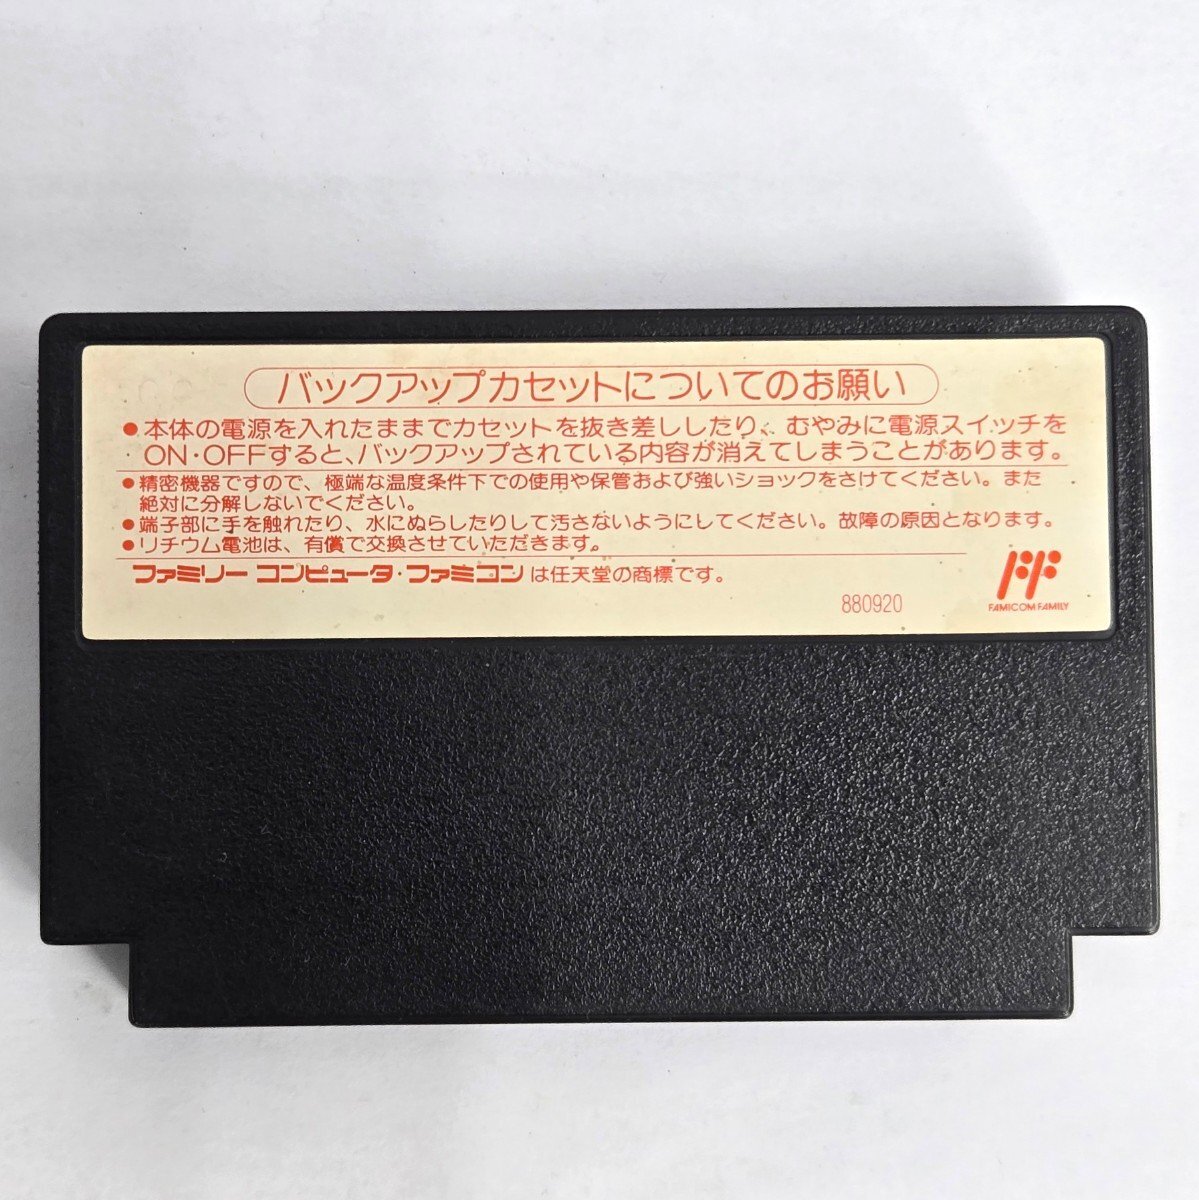 バックアップカセットについてのお願い
●本体の電源を入れたままでカセットを抜き差ししたり、むやみに電源スイッチを
ON・OFFすると、バックアップされている内容が消えてしまうことがあります。
●精密機器ですので、極端な温度条件下での使用や保管および強いショックをさけてください。また
絶対に分解しないでください。
●端子部に手を触れたり、水にぬらしたりして汚さないようにしてください。故障の原因となります。
●リチウム電池は、有償で交換させていただきます。
ファミリー コンピュータ・ファミコンは任天堂の商標です。
880920
FF
FAMICOM FAMILY